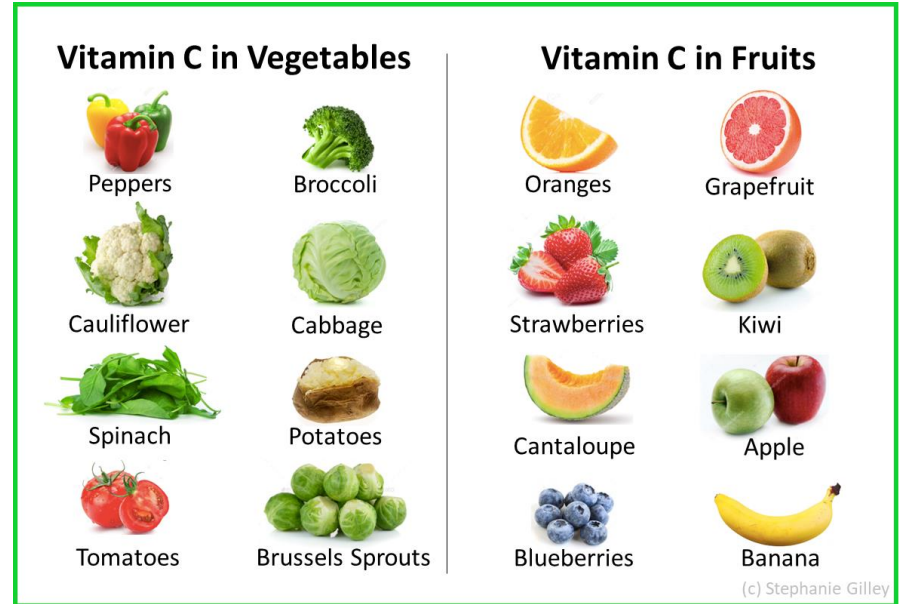 Vitamin C in Vegetables
Peppers
Broccoli
Cauliflower
Cabbage
Spinach
Potatoes
Tomatoes
Brussels Sprouts
Vitamin C in Fruits
Oranges
Grapefruit
Strawberries
Kiwi
Cantaloupe
Apple
Blueberries
Banana
(c) Stephanie Gilley